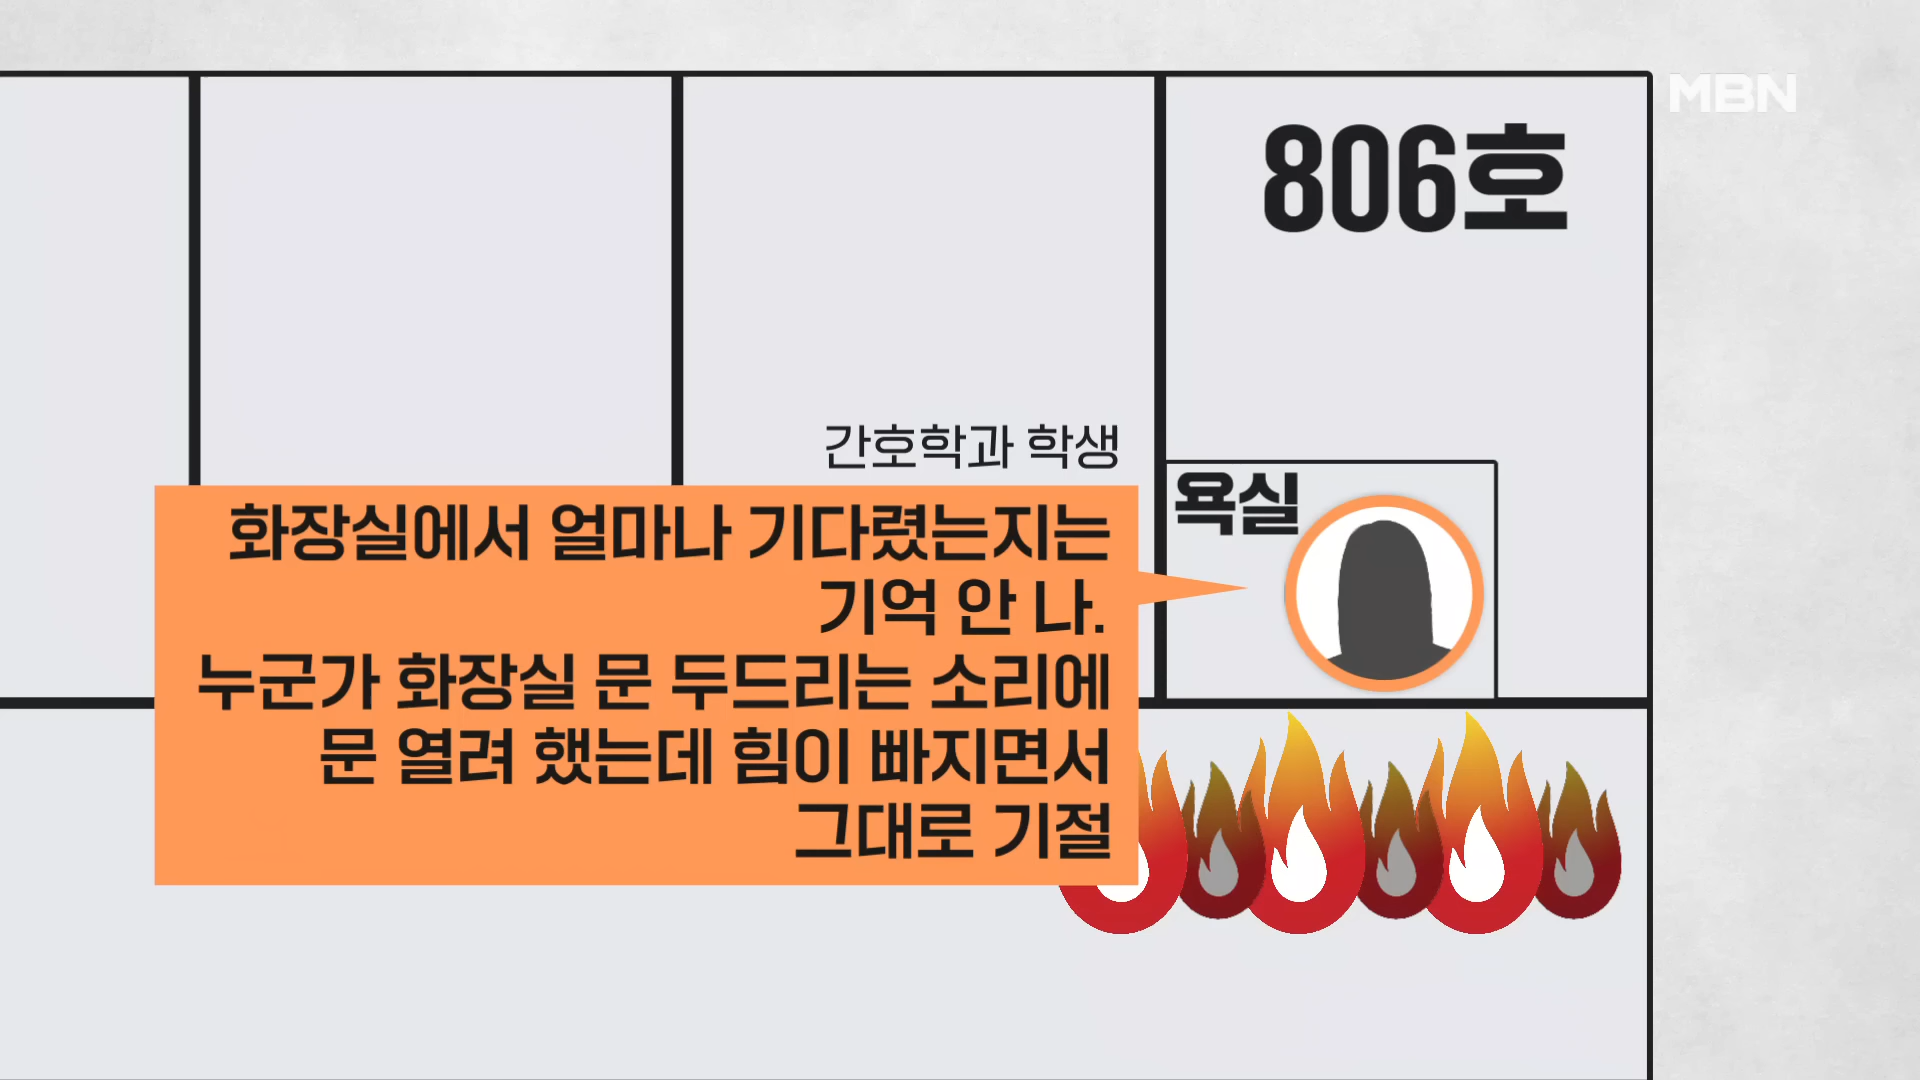 MBN
806호
간호학과 학생
욕실
화장실에서 얼마나 기다렸는지는
기억 안 나.
누군가 화장실 문 두드리는 소리에
문 열려 했는데 힘이 빠지면서
그대로 기절